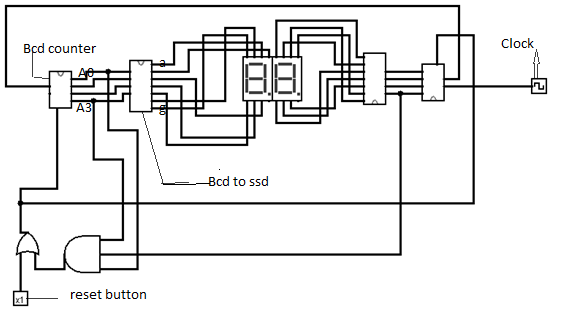 Clock
Bcd counter
a
A0
A3
g
Bcd to ssd
reset button
x1